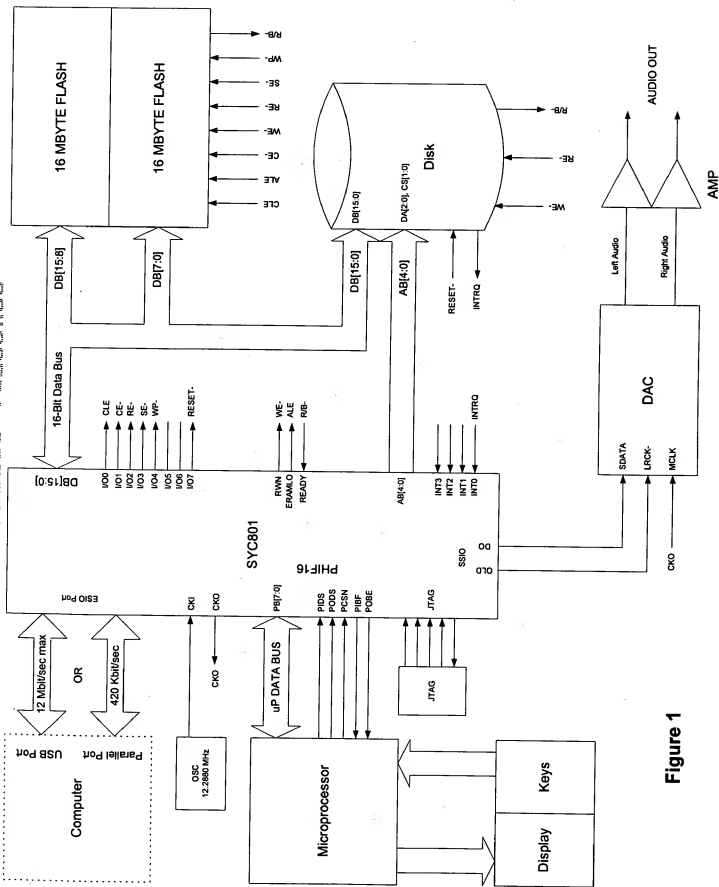 16 MBYTE FLASH
16 MBYTE FLASH
R/B-
WP-
SE-
RE-
WE-
CE-
ALE
CLE
DB[15:8]
DB[7:0]
16-Bit Data Bus
DB[15:0]
AB[4:0]
Disk
DB[15:0]
DA[2:0], CS[1:0]
R/B-
RE-
WE-
RESET-
INTRQ
AUDIO OUT
AMP
Left Audio
Right Audio
DAC
SDATA
LRCK-
MCLK
CKO
DB[15:0]
I/O0
I/O1
I/O2
I/O3
I/O4
I/O5
I/O6
I/O7
CLE
CE-
RE-
SE-
WP-
RESET-
RWN
ERAMLO
READY
WE-
ALE
R/B-
AB[4:0]
INT3
INT2
INT1
INT0
INTRQ
SYC801
PHIF16
SSIO
DO
OLD
ESIO Port
CKI
CKO
PB[7:0]
PIDS
PODS
PCSN
PIBF
POBE
JTAG
12 Mbit/sec max
OR
420 Kbit/sec
USB Port
Parallel Port
Computer
CKO
OSC
12.2880 MHz
uP DATA BUS
JTAG
Microprocessor
Keys
Display
Figure 1